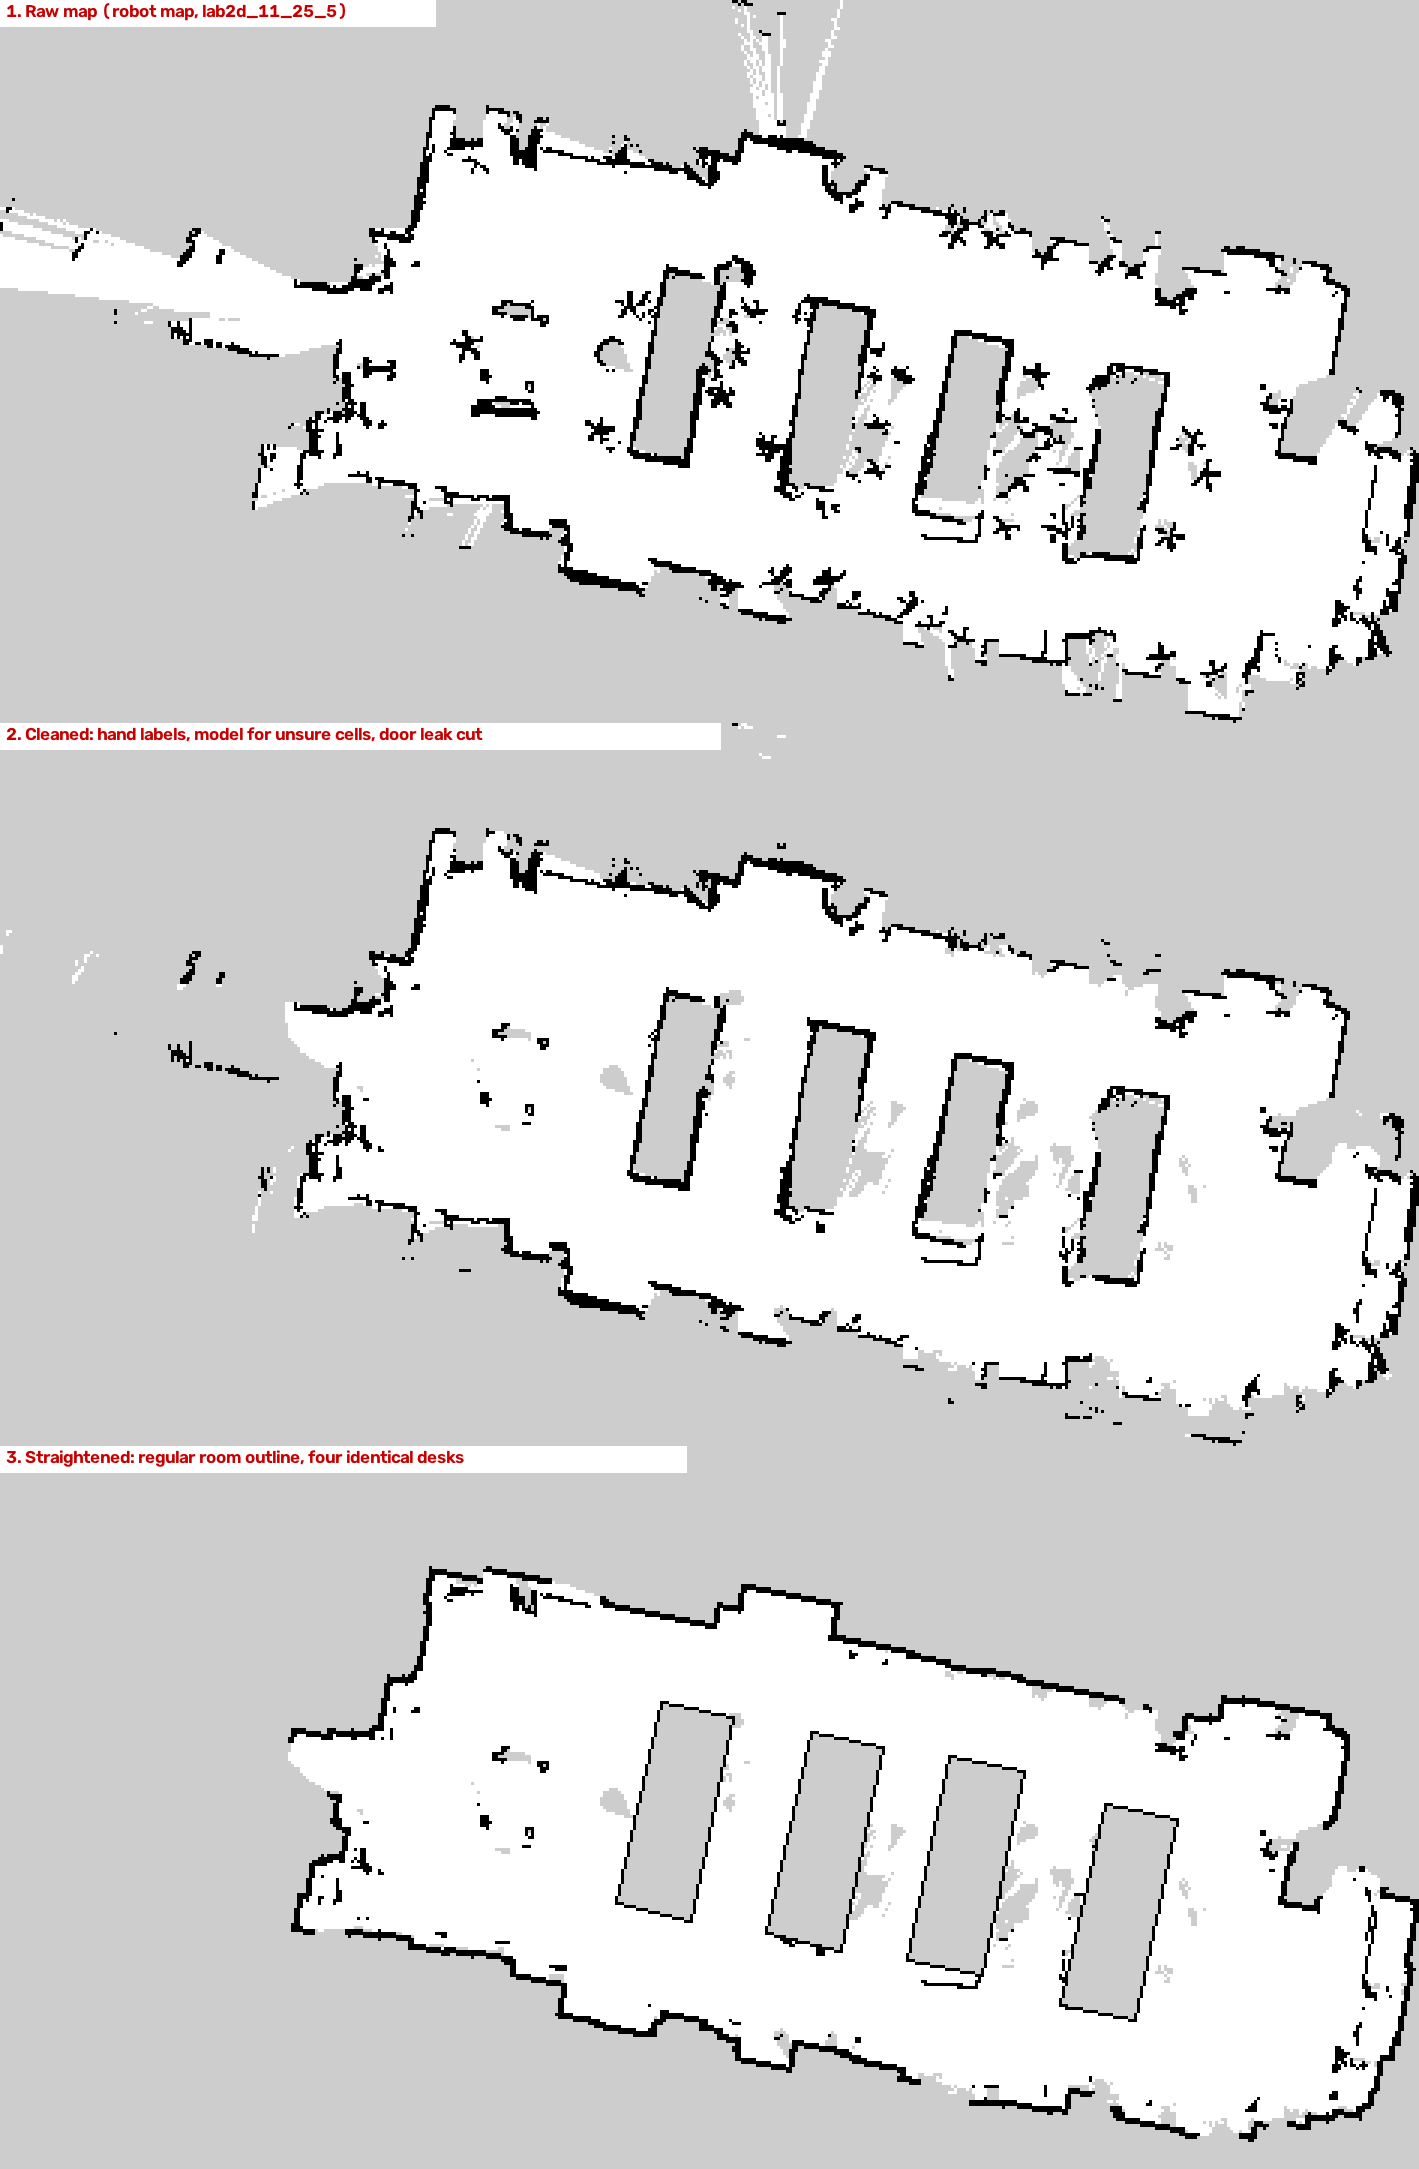 1. Raw map (robot map, lab2d_11_25_5)
2. Cleaned: hand labels, model for unsure cells, door leak cut
3. Straightened: regular room outline, four identical desks